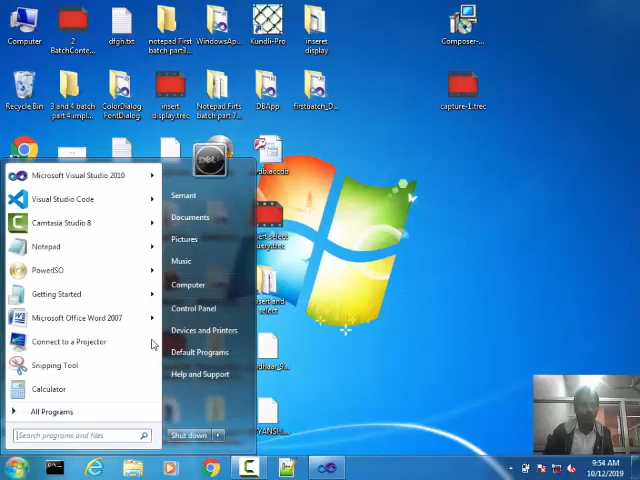 Computer
2
BatchConte...
dfgh.txt
notepad First
batch part3...
WindowsAp...
Kundli-Pro
inseret
display
Composer-...
Recycle Bin
3 and 4 batch
part 4 impl...
ColorDialog
FontDialog
insert
display.trec
Notepad Firts
batch part 7...
DBApp
firstbatch_D...
capture-1.trec
DELL
Microsoft Visual Studio 2010
Visual Studio Code
Camtasia Studio 8
Notepad
PowerISO
Getting Started
Microsoft Office Word 2007
Connect to a Projector
Snipping Tool
Calculator
All Programs
Search programs and files
Semant
Documents
Pictures
Music
Computer
Control Panel
Devices and Printers
Default Programs
Help and Support
Shut down
9:54 AM
10/12/2019